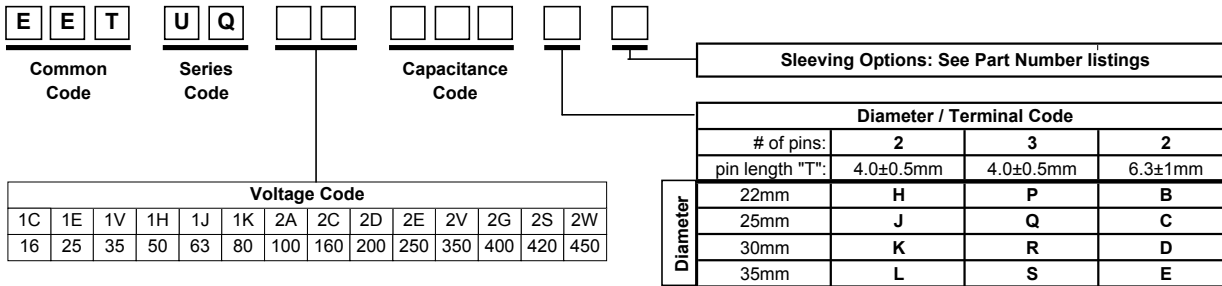 E E T U Q
Common Code
Series Code
Capacitance Code
Sleeving Options: See Part Number listings
Diameter / Terminal Code
# of pins: 2 3 2
pin length "T": 4.0±0.5mm 4.0±0.5mm 6.3±1mm
Diameter
22mm H P B
25mm J Q C
30mm K R D
35mm L S E
Voltage Code
1C 1E 1V 1H 1J 1K 2A 2C 2D 2E 2V 2G 2S 2W
16 25 35 50 63 80 100 160 200 250 350 400 420 450